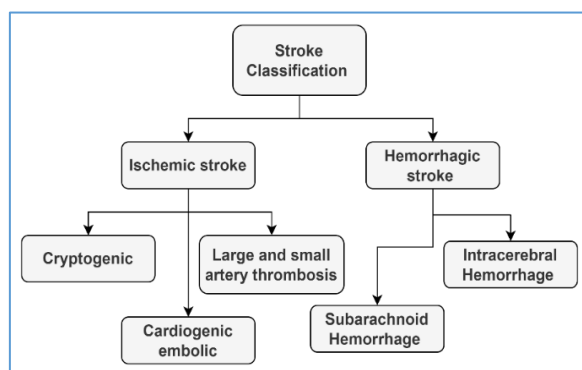 Stroke
Classification
Ischemic stroke
Hemorrhagic
stroke
Cryptogenic
Large and small
artery thrombosis
Intracerebral
Hemorrhage
Cardiogenic
embolic
Subarachnoid
Hemorrhage